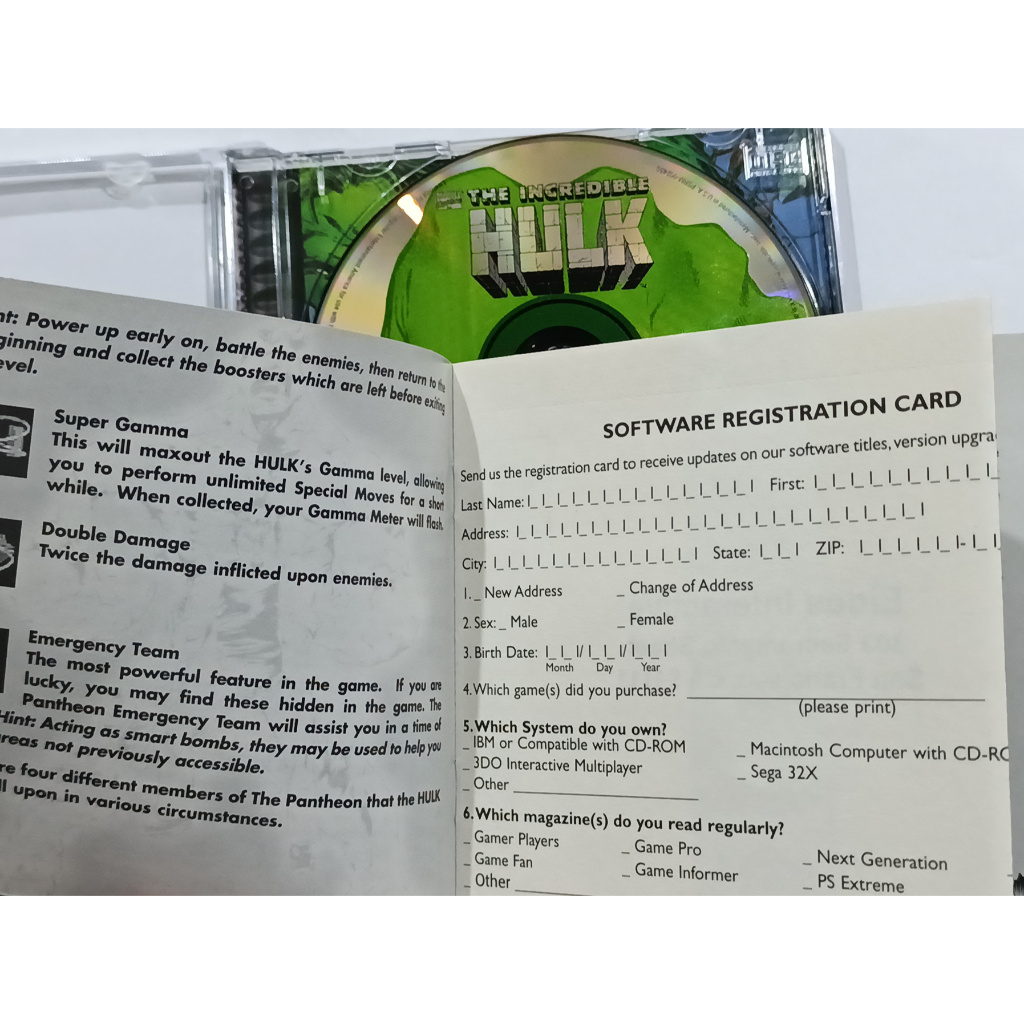 THE INCREDIBLE
HULK
nt: Power up early on, battle the enemies, then return to the
ginning and collect the boosters which are left before exiting
evel.
Super Gamma
This will maxout the HULK's Gamma level, allowing
you to perform unlimited Special Moves for a short
while. When collected, your Gamma Meter will flash.
Double Damage
Twice the damage inflicted upon enemies.
Emergency Team
The most powerful feature in the game. If you are
lucky, you may find these hidden in the game. The
Pantheon Emergency Team will assist you in a time of
Hint: Acting as smart bombs, they may be used to help you
reas not previously accessible.
re four different members of The Pantheon that the HULK
ll upon in various circumstances.
SOFTWARE REGISTRATION CARD
Send us the registration card to receive updates on our software titles, version upgra
Last Name: First:
Address:
City: State: ZIP:
1. _ New Address _ Change of Address
2. Sex: _ Male _ Female
3. Birth Date:
Month Day Year
4. Which game(s) did you purchase?
(please print)
5. Which System do you own?
_ IBM or Compatible with CD-ROM _ Macintosh Computer with CD-RO
_ 3DO Interactive Multiplayer _ Sega 32X
_ Other
6. Which magazine(s) do you read regularly?
_ Gamer Players _ Game Pro _ Next Generation
_ Game Fan _ Game Informer _ PS Extreme
_ Other